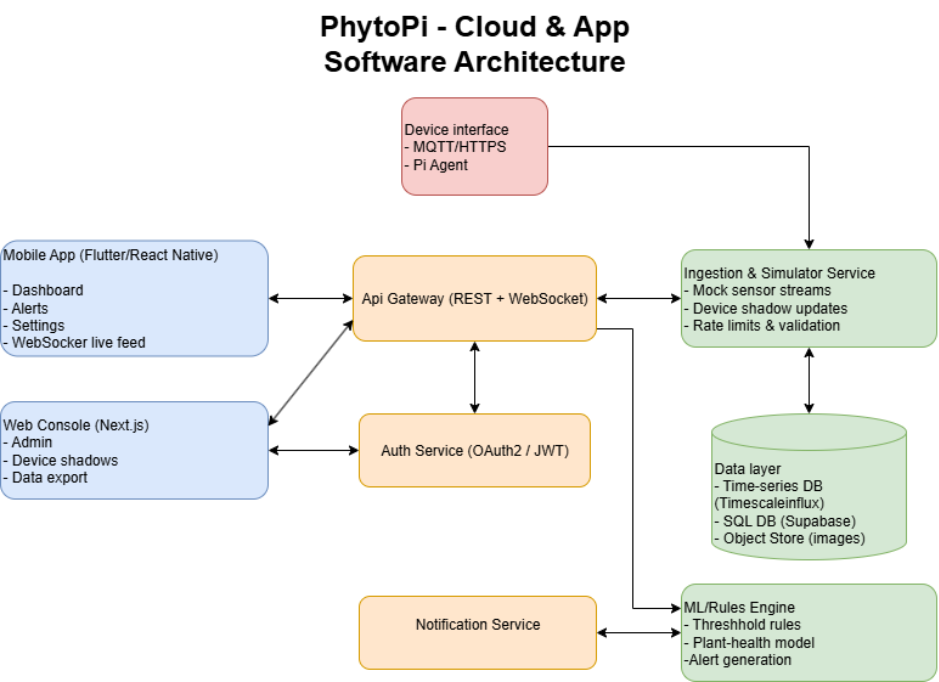 PhytoPi - Cloud & App
Software Architecture
Device interface
- MQTT/HTTPS
- Pi Agent
Mobile App (Flutter/React Native)
- Dashboard
- Alerts
- Settings
- WebSocker live feed
Api Gateway (REST + WebSocket)
Ingestion & Simulator Service
- Mock sensor streams
- Device shadow updates
- Rate limits & validation
Web Console (Next.js)
- Admin
- Device shadows
- Data export
Auth Service (OAuth2 / JWT)
Data layer
- Time-series DB
(Timescaleinflux)
- SQL DB (Supabase)
- Object Store (images)
Notification Service
ML/Rules Engine
- Threshhold rules
- Plant-health model
-Alert generation